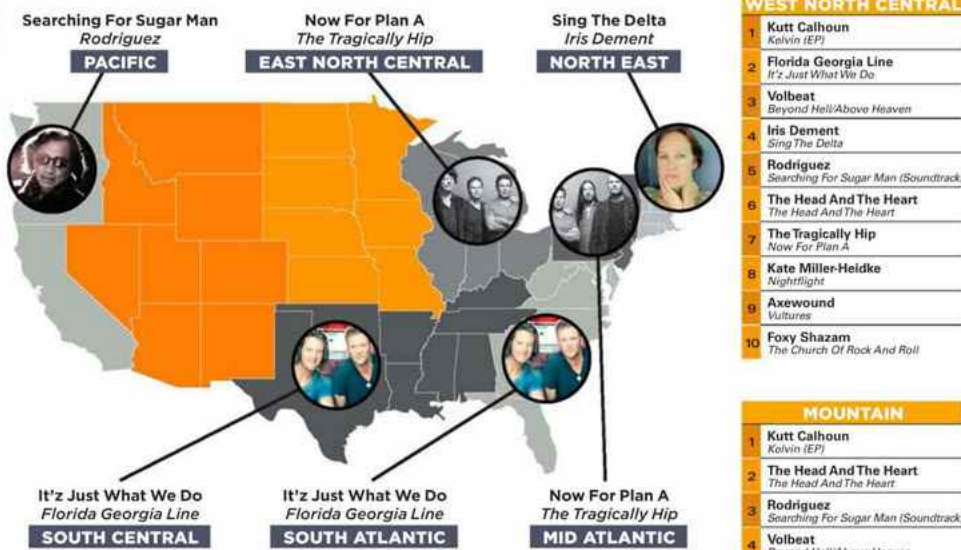 Searching For Sugar Man
Rodriguez
PACIFIC
Now For Plan A
The Tragically Hip
EAST NORTH CENTRAL
Sing The Delta
Iris Dement
NORTH EAST
It'z Just What We Do
Florida Georgia Line
SOUTH CENTRAL
It'z Just What We Do
Florida Georgia Line
SOUTH ATLANTIC
Now For Plan A
The Tragically Hip
MID ATLANTIC
WEST NORTH CENTRAL
1 Kutt Calhoun
Kelvin (EP)
2 Florida Georgia Line
It'z Just What We Do
3 Volbeat
Beyond Hell/Above Heaven
4 Iris Dement
Sing The Delta
5 Rodriguez
Searching For Sugar Man (Soundtrack
6 The Head And The Heart
The Head And The Heart
7 The Tragically Hip
Now For Plan A
8 Kate Miller-Heidke
Nightflight
9 Axewound
Vultures
10 Foxy Shazam
The Church Of Rock And Roll
MOUNTAIN
1 Kutt Calhoun
Kelvin (EP)
2 The Head And The Heart
The Head And The Heart
3 Rodriguez
Searching For Sugar Man (Soundtrack
4 Volbeat